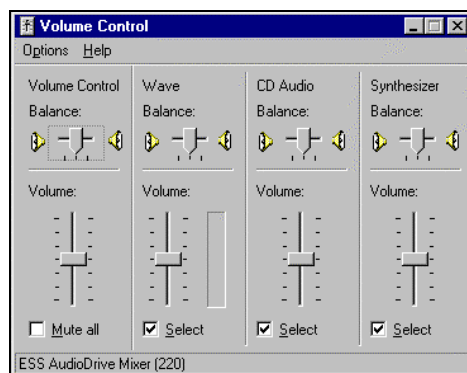 Volume Control
Options Help
Volume Control Wave CD Audio Synthesizer
Balance: Balance: Balance: Balance:
Volume: Volume: Volume: Volume:
Mute all Select Select Select
ESS AudioDrive Mixer (220)